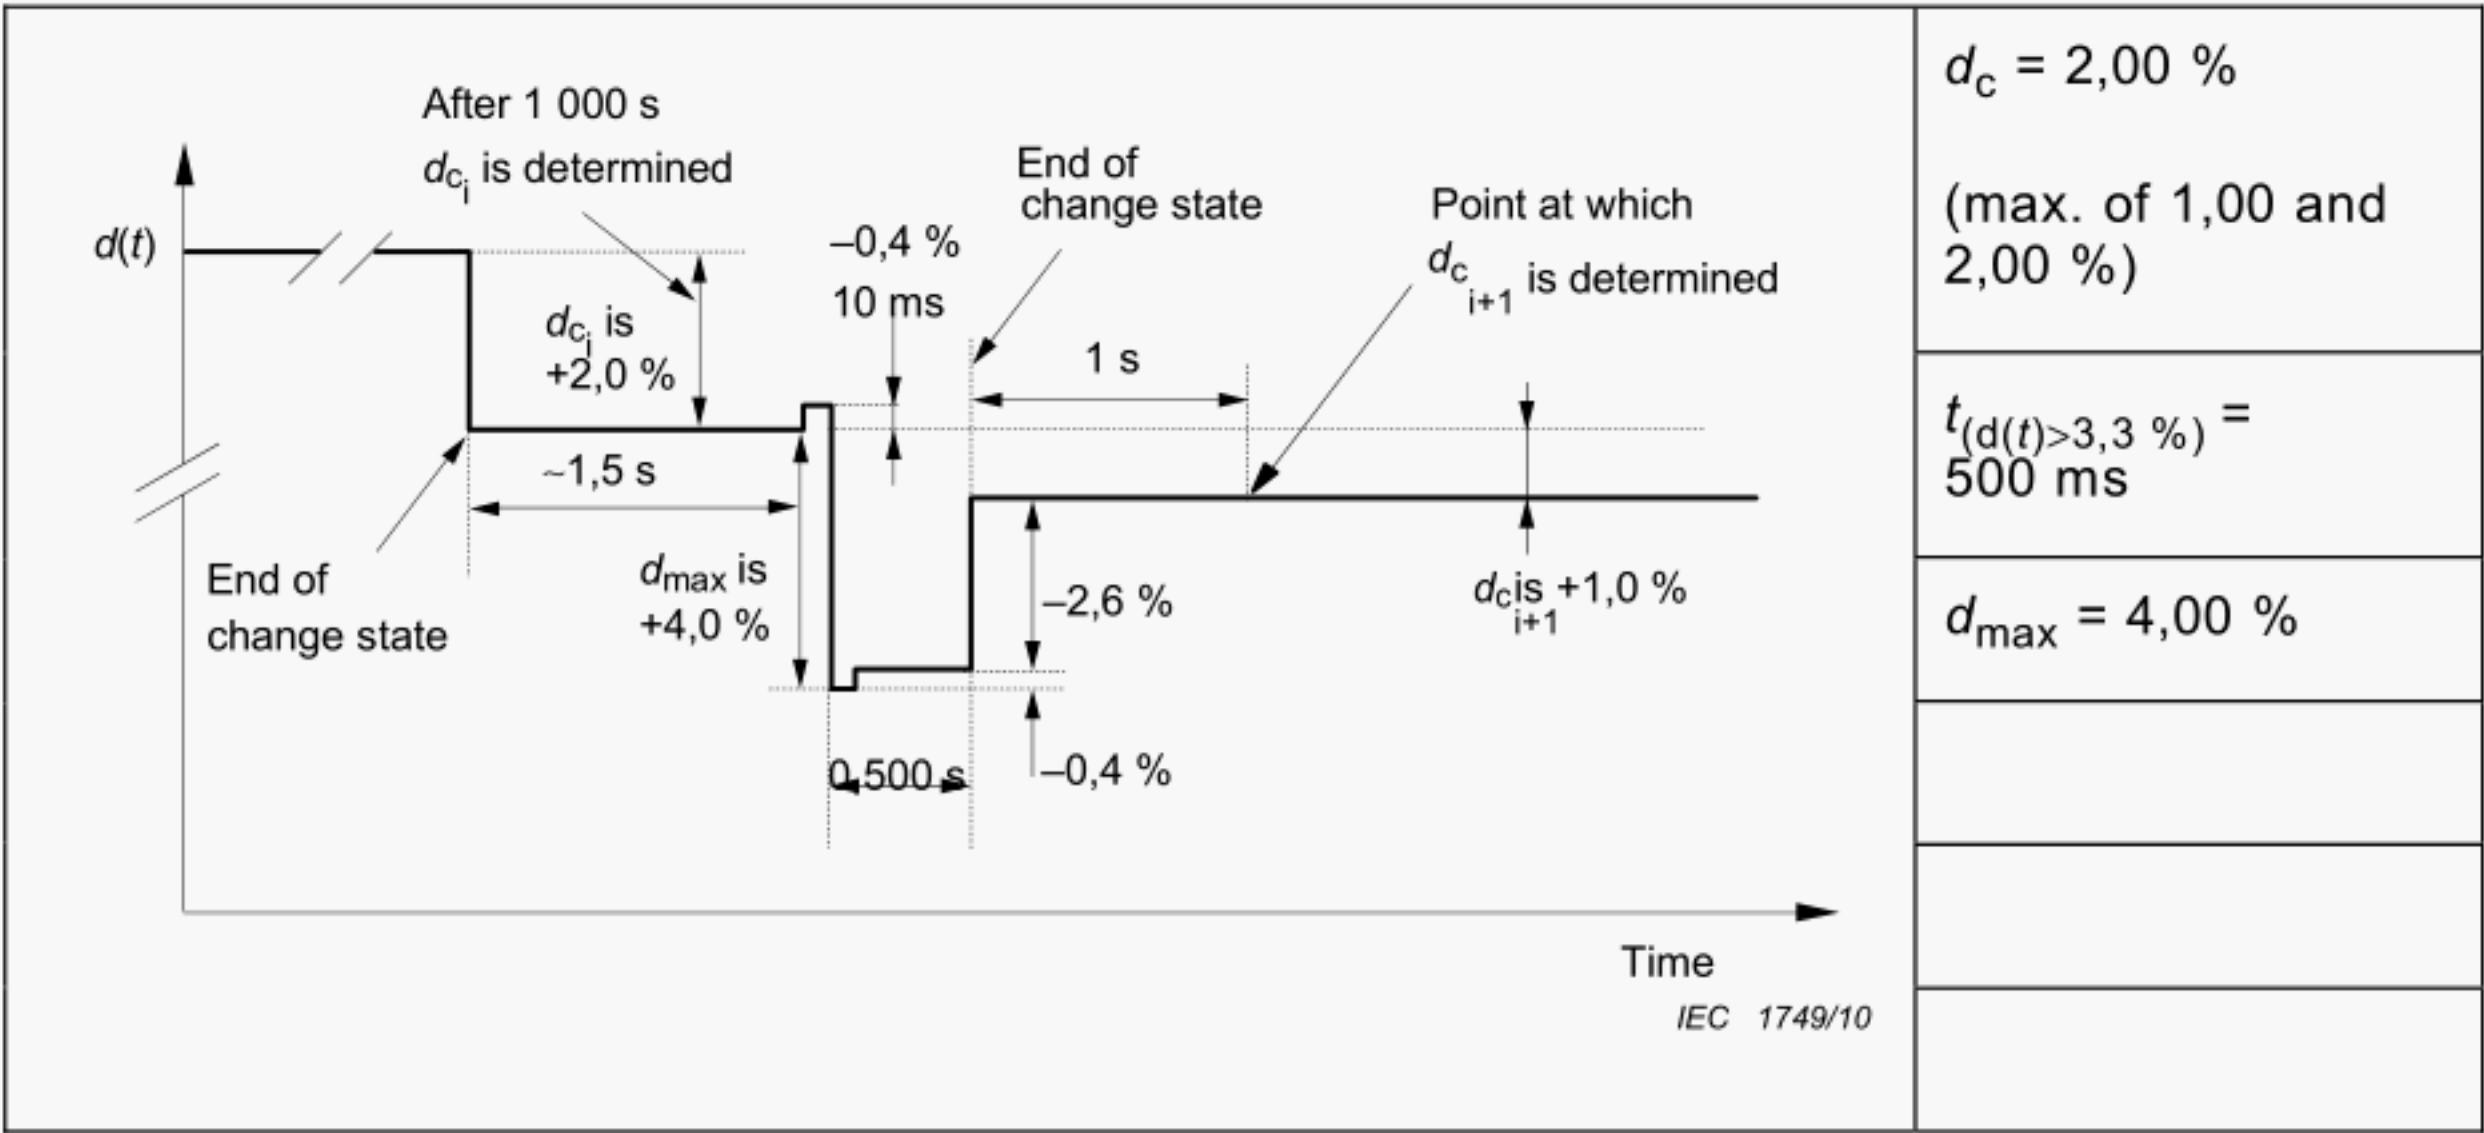 After 1 000 s
dci is determined
d(t)
dci is
+2,0 %
–0,4 %
10 ms
End of
change state
1 s
Point at which
dc
i+1 is determined
~1,5 s
End of
change state
dmax is
+4,0 %
–2,6 %
dc is +1,0 %
i+1
0,500 s
–0,4 %
Time
IEC 1749/10
dc = 2,00 %
(max. of 1,00 and
2,00 %)
t(d(t)>3,3 %) =
500 ms
dmax = 4,00 %